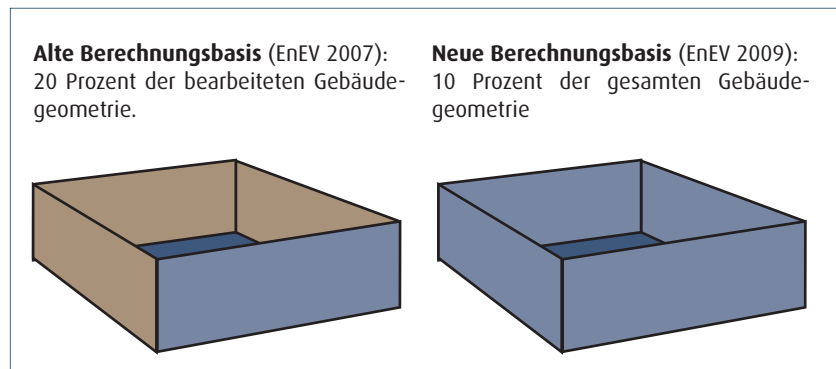 Alte Berechnungsbasis (EnEV 2007):
20 Prozent der bearbeiteten Gebäude-
geometrie.
Neue Berechnungsbasis (EnEV 2009):
10 Prozent der gesamten Gebäude-
geometrie